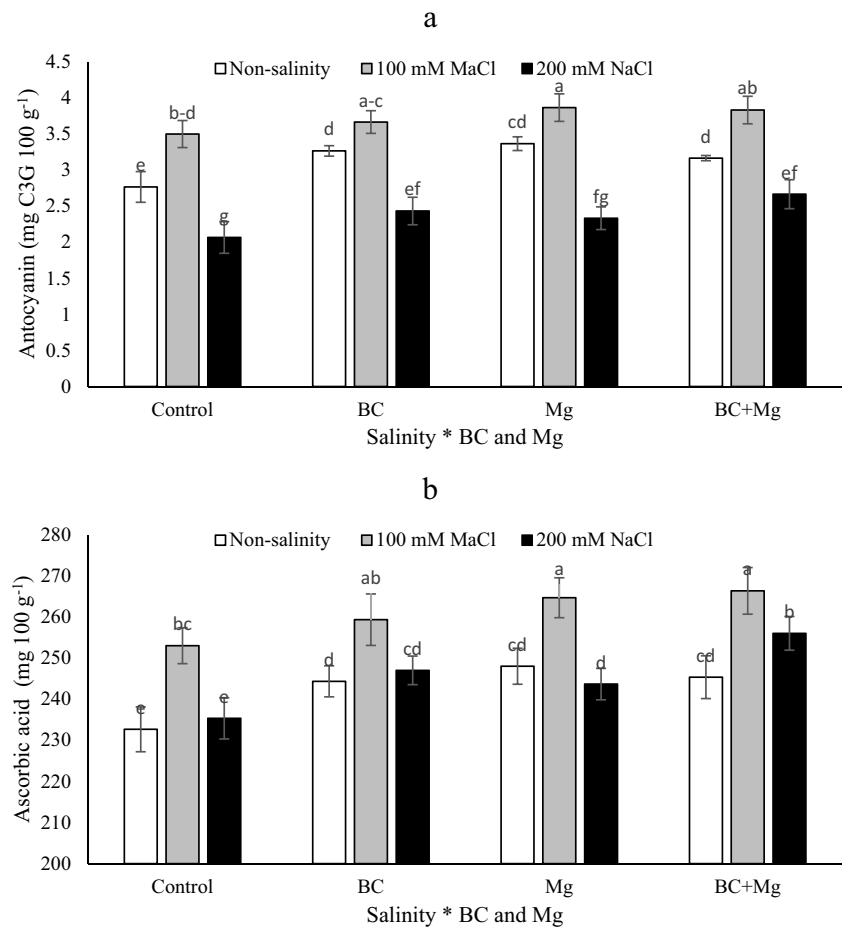 a
Antocyanin (mg C3G 100 g⁻¹)
4.5
4
3.5
3
2.5
2
1.5
1
0.5
0
Non-salinity 100 mM MaCl 200 mM NaCl
e b-d g d a-c ef cd a fg d ab ef
Control BC Mg BC+Mg
Salinity * BC and Mg
b
Ascorbic acid (mg 100 g⁻¹)
280
270
260
250
240
230
220
210
200
Non-salinity 100 mM MaCl 200 mM NaCl
e bc e d ab cd cd a d cd a b
Control BC Mg BC+Mg
Salinity * BC and Mg